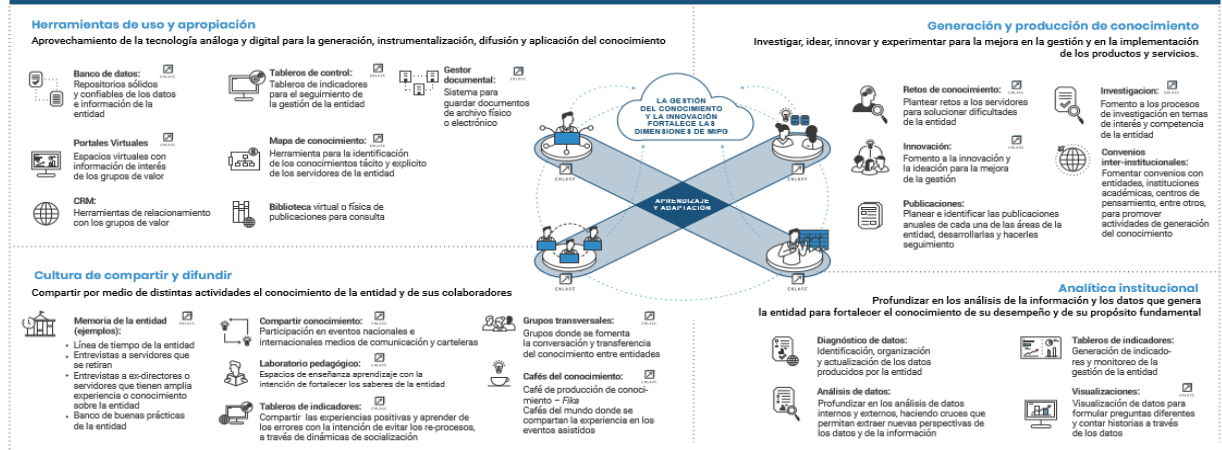 Herramientas de uso y apropiación
Aprovechamiento de la tecnología análoga y digital para la generación, instrumentalización, difusión y aplicación del conocimiento
Banco de datos:
ENLACE
Repositorios sólidos
y confiables de los datos
e información de la
entidad
Portales Virtuales
ENLACE
Espacios virtuales con
información de interés
de los grupos de valor
CRM:
Herramientas de relacionamiento
con los grupos de valor
Tableros de control:
ENLACE
Tableros de indicadores
para el seguimiento de
la gestión de la entidad
Mapa de conocimiento:
ENLACE
Herramienta para la identificación
de los conocimientos tácito y explicito
de los servidores de la entidad
Biblioteca virtual o física de
publicaciones para consulta
Gestor
documental:
ENLACE
Sistema para
guardar documentos
de archivo físico
o electrónico
LA GESTIÓN
DEL CONOCIMIENTO
Y LA INNOVACIÓN
FORTALECE LAS
DIMENSIONES DE MIPG
ENLACE
ENLACE
APRENDIZAJE
Y ADAPTACIÓN
ENLACE
ENLACE
Generación y producción de conocimiento
Investigar, idear, innovar y experimentar para la mejora en la gestión y en la implementación
de los productos y servicios.
Retos de conocimiento:
ENLACE
Plantear retos a los servidores
para solucionar dificultades
de la entidad
Innovación:
ENLACE
Fomento a la innovación y
la ideación para la mejora
de la gestión
Publicaciones:
Planear e identificar las publicaciones
anuales de cada una de las áreas de la
entidad, desarrollarlas y hacerles
seguimiento
Investigacion:
ENLACE
Fomento a los procesos
de investigación en temas
de interés y competencia
de la entidad
Convenios
inter-institucionales:
Fomentar convenios con
entidades, instituciones
académicas, centros de
pensamiento, entre otros,
para promover
actividades de generación
del conocimiento
Cultura de compartir y difundir
Compartir por medio de distintas actividades el conocimiento de la entidad y de sus colaboradores
Memoria de la entidad
(ejemplos):
ENLACE
• Línea de tiempo de la entidad
• Entrevistas a servidores que
se retiran
• Entrevistas a ex-directores o
servidores que tienen amplia
experiencia o conocimiento
sobre la entidad
• Banco de buenas prácticas
de la entidad
Compartir conocimiento:
ENLACE
Participación en eventos nacionales e
internacionales medios de comunicación y carteleras
Laboratorio pedagógico:
ENLACE
Espacios de enseñanza aprendizaje con la
intención de fortalecer los saberes de la entidad
Tableros de indicadores:
ENLACE
Compartir las experiencias positivas y aprender de
los errores con la intención de evitar los re-procesos,
a través de dinámicas de socialización
Grupos transversales:
ENLACE
Grupos donde se fomenta
la conversación y transferencia
del conocimiento entre entidades
Cafés del conocimiento:
ENLACE
Café de producción de conoci-
miento – Fika
Cafés del mundo donde se
compartan la experiencia en los
eventos asistidos
Analítica institucional
Profundizar en los análisis de la información y los datos que genera
la entidad para fortalecer el conocimiento de su desempeño y de su propósito fundamental
Diagnóstico de datos:
ENLACE
Identificación, organización
y actualización de los datos
producidos por la entidad
Análisis de datos:
ENLACE
Profundizar en los análisis de datos
internos y externos, haciendo cruces que
permitan extraer nuevas perspectivas de
los datos y de la información
Tableros de indicadores:
ENLACE
Generación de indicado-
res y monitoreo de la
gestión de la entidad
Visualizaciones:
ENLACE
Visualización de datos para
formular preguntas diferentes
y contar historias a través
de los datos